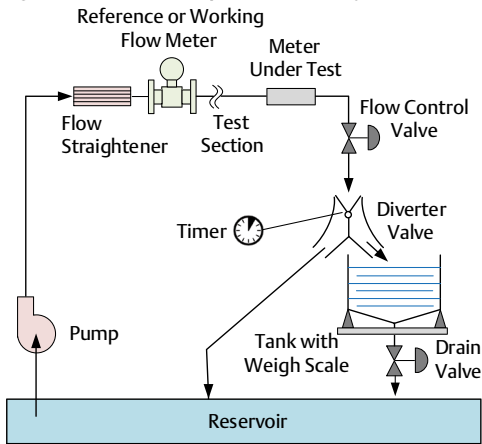 Reference or Working
Flow Meter
Meter
Under Test
Flow
Straightener
Test
Section
Flow Control
Valve
Timer
Diverter
Valve
Pump
Tank with
Weigh Scale
Drain
Valve
Reservoir